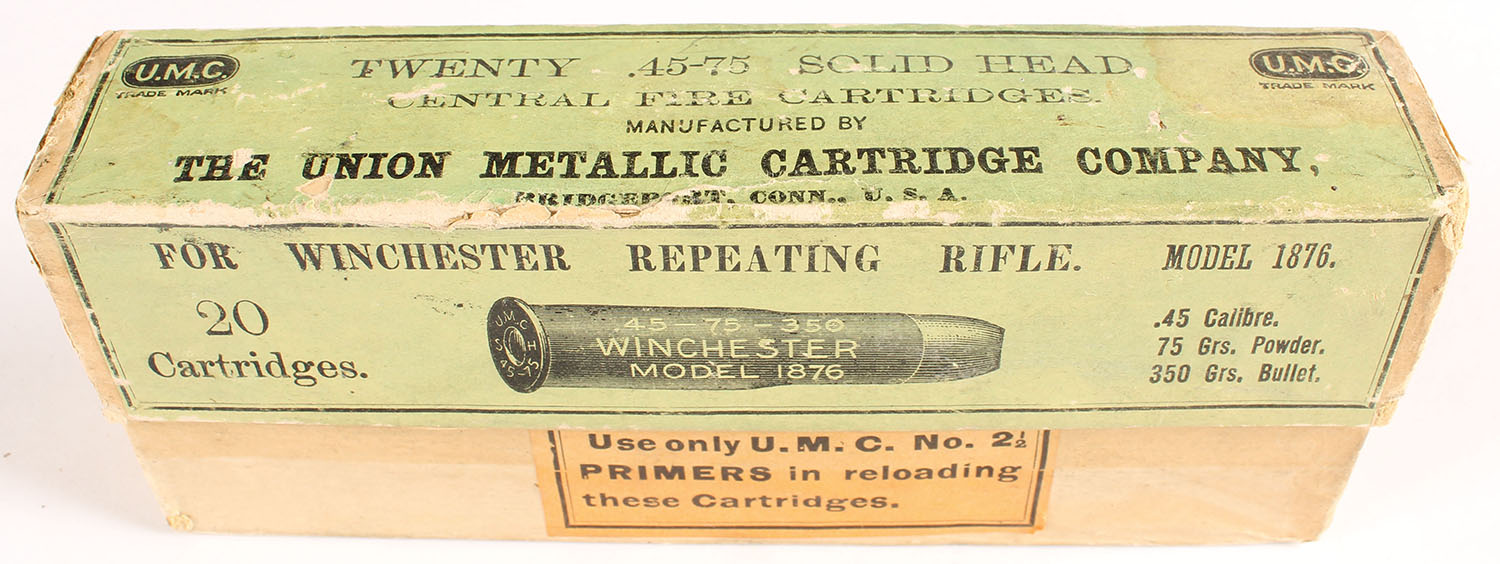 U.M.C.
TRADE MARK
TWENTY .45-75 SOLID HEAD
CENTRAL FIRE CARTRIDGES.
U.M.C.
TRADE MARK
MANUFACTURED BY
THE UNION METALLIC CARTRIDGE COMPANY,
BRIDGEPORT, CONN., U.S.A.
FOR WINCHESTER REPEATING RIFLE. MODEL 1876.
20
Cartridges.
U.M.C
S H
45-75
.45-75-350
WINCHESTER
MODEL 1876
.45 Calibre.
75 Grs. Powder.
350 Grs. Bullet.
Use only U.M.C. No. 2½
PRIMERS in reloading
these Cartridges.